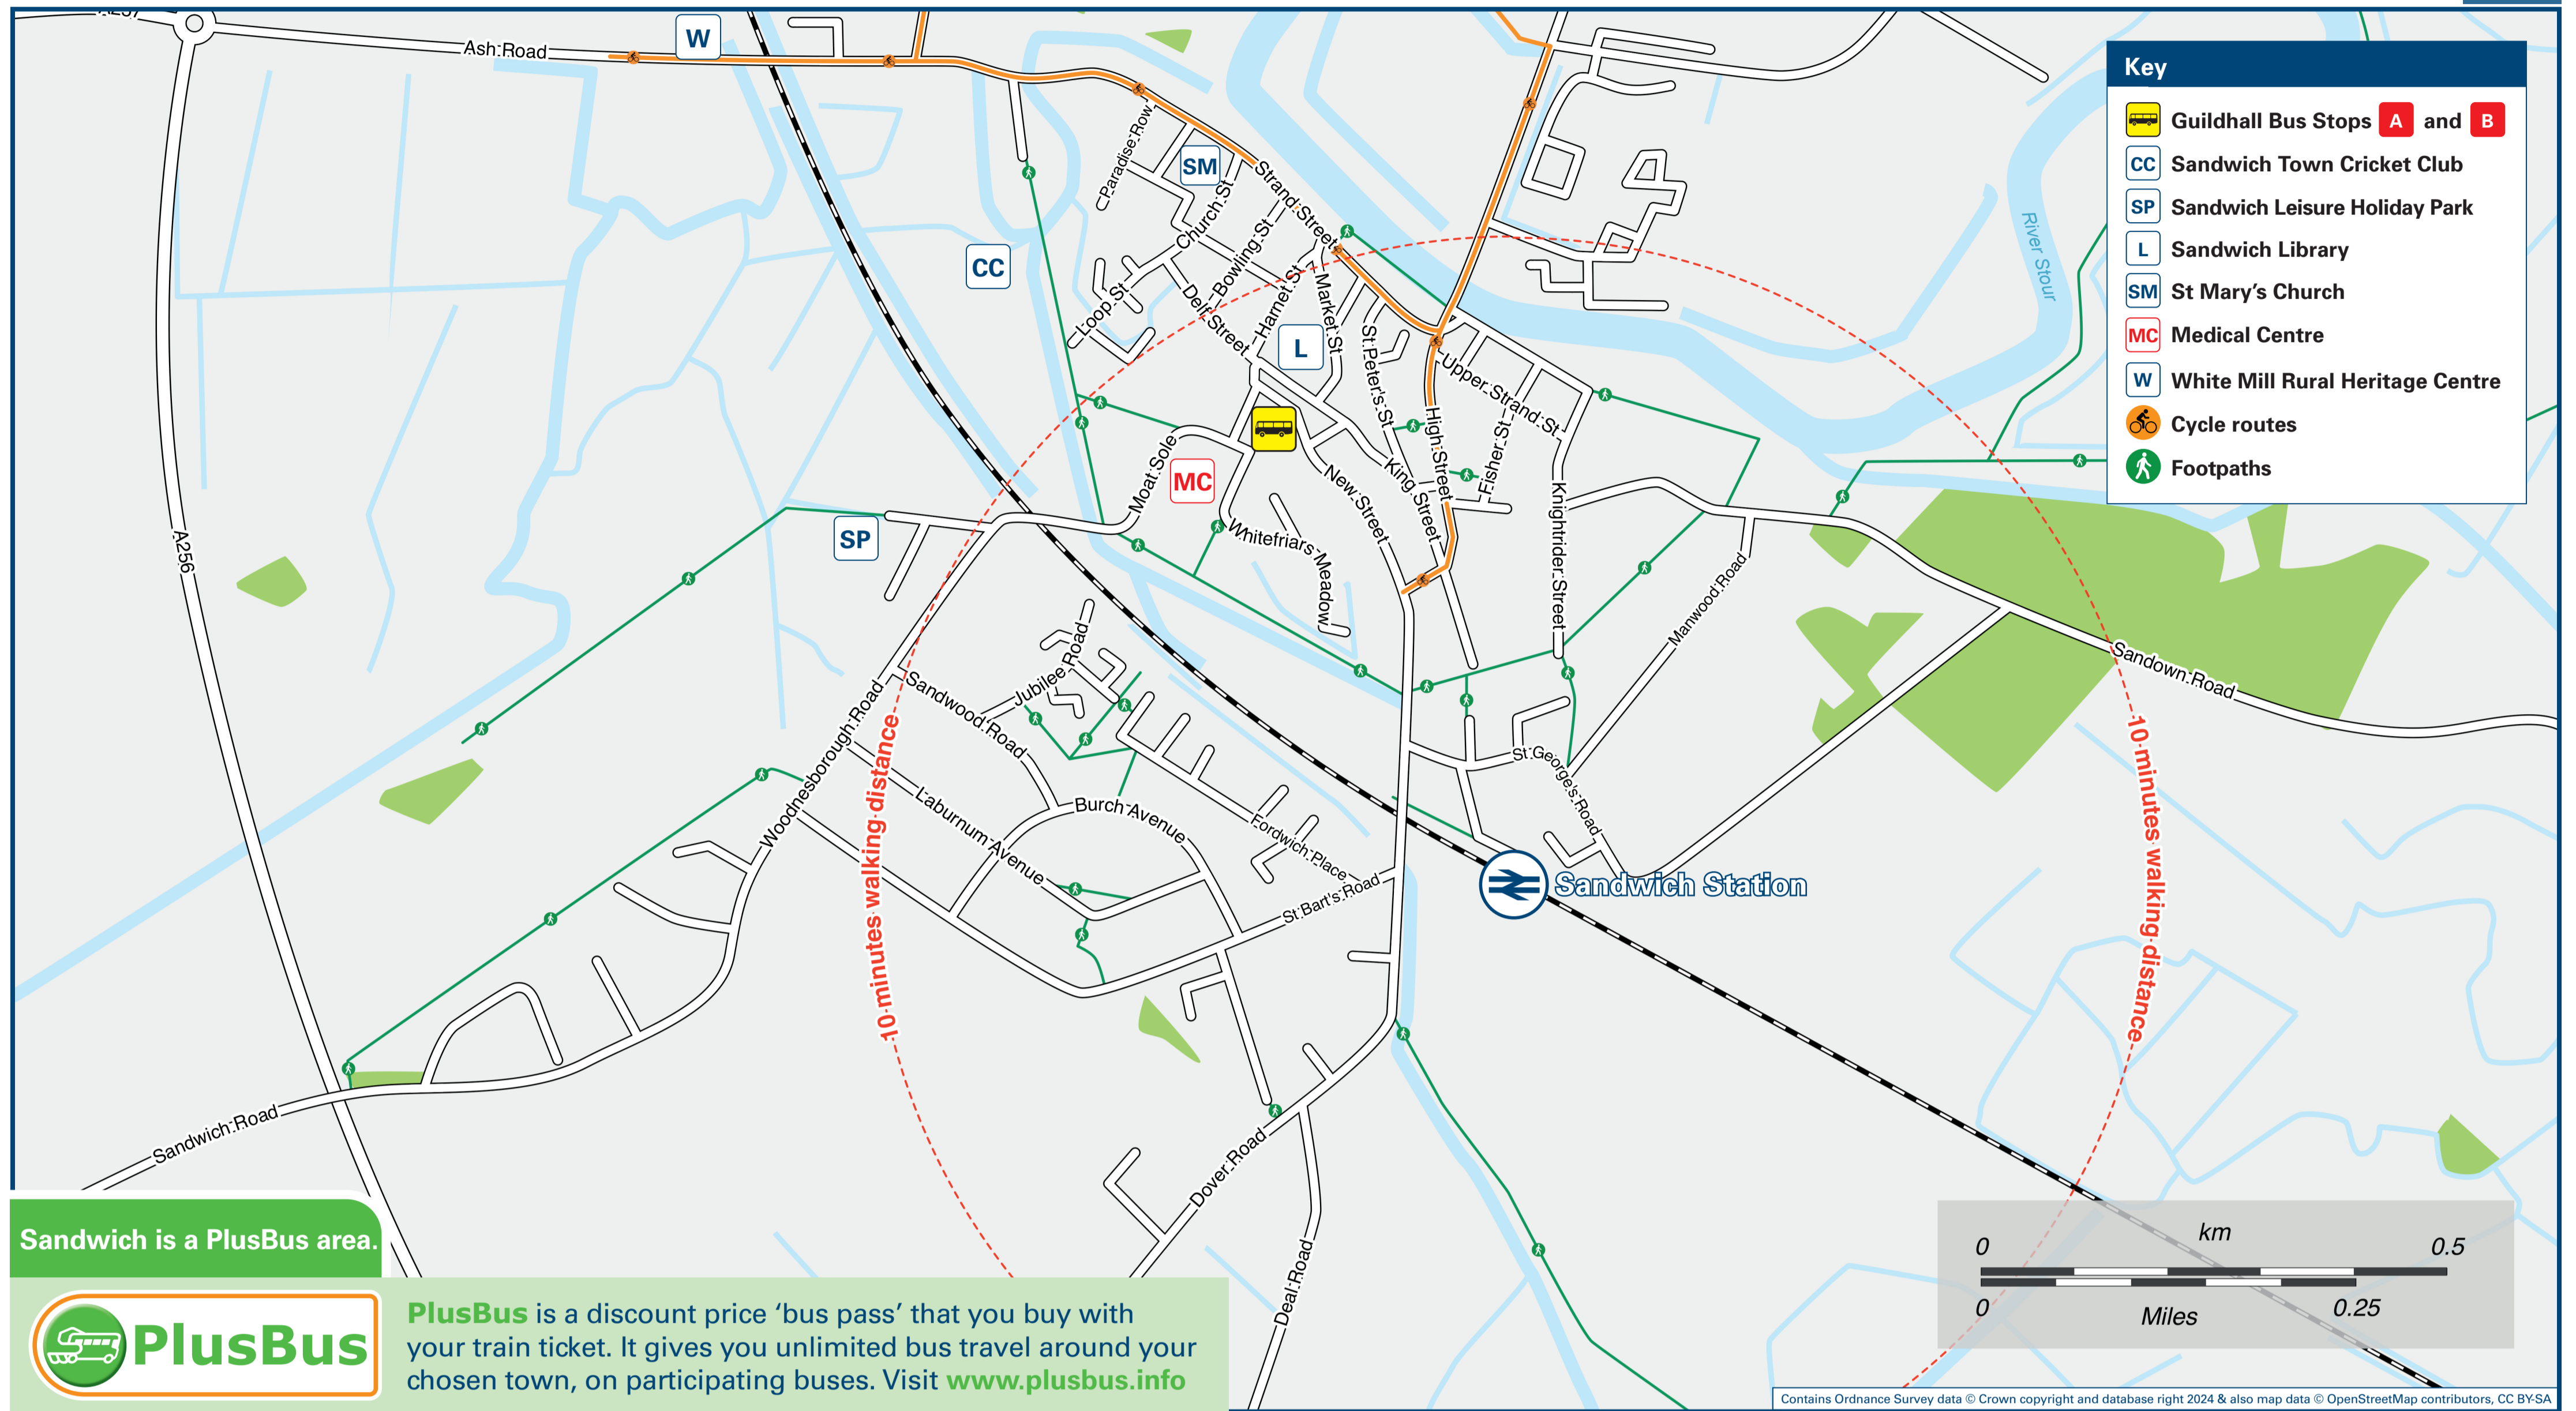 A257
Ash Road
W
Paradise Row
SM
Strand Street
Church St
Bowling St
CC
Loop St
Delf Street
Harnet St
Market St
L
St Peter's St
Upper Strand St
High Street
Fisher St
Moat Sole
MC
King Street
New Street
Knightrider Street
SP
Whitefriars Meadow
Manwood Road
A256
River Stour
Sandown Road
Jubilee Road
Sandwood Road
Woodnesborough Road
10 minutes walking distance
10 minutes walking distance
St George's Road
Laburnum Avenue
Burch Avenue
Fordwich Place
St Bart's Road
Sandwich Station
Sandwich Road
Dover Road
Deal Road
Key
Guildhall Bus Stops A and B
CC Sandwich Town Cricket Club
SP Sandwich Leisure Holiday Park
L Sandwich Library
SM St Mary’s Church
MC Medical Centre
W White Mill Rural Heritage Centre
Cycle routes
Footpaths
km
0 0.5
0 0.25
Miles
Sandwich is a PlusBus area.
PlusBus
PlusBus is a discount price ‘bus pass’ that you buy with
your train ticket. It gives you unlimited bus travel around your
chosen town, on participating buses. Visit www.plusbus.info
Contains Ordnance Survey data © Crown copyright and database right 2024 & also map data © OpenStreetMap contributors, CC BY-SA